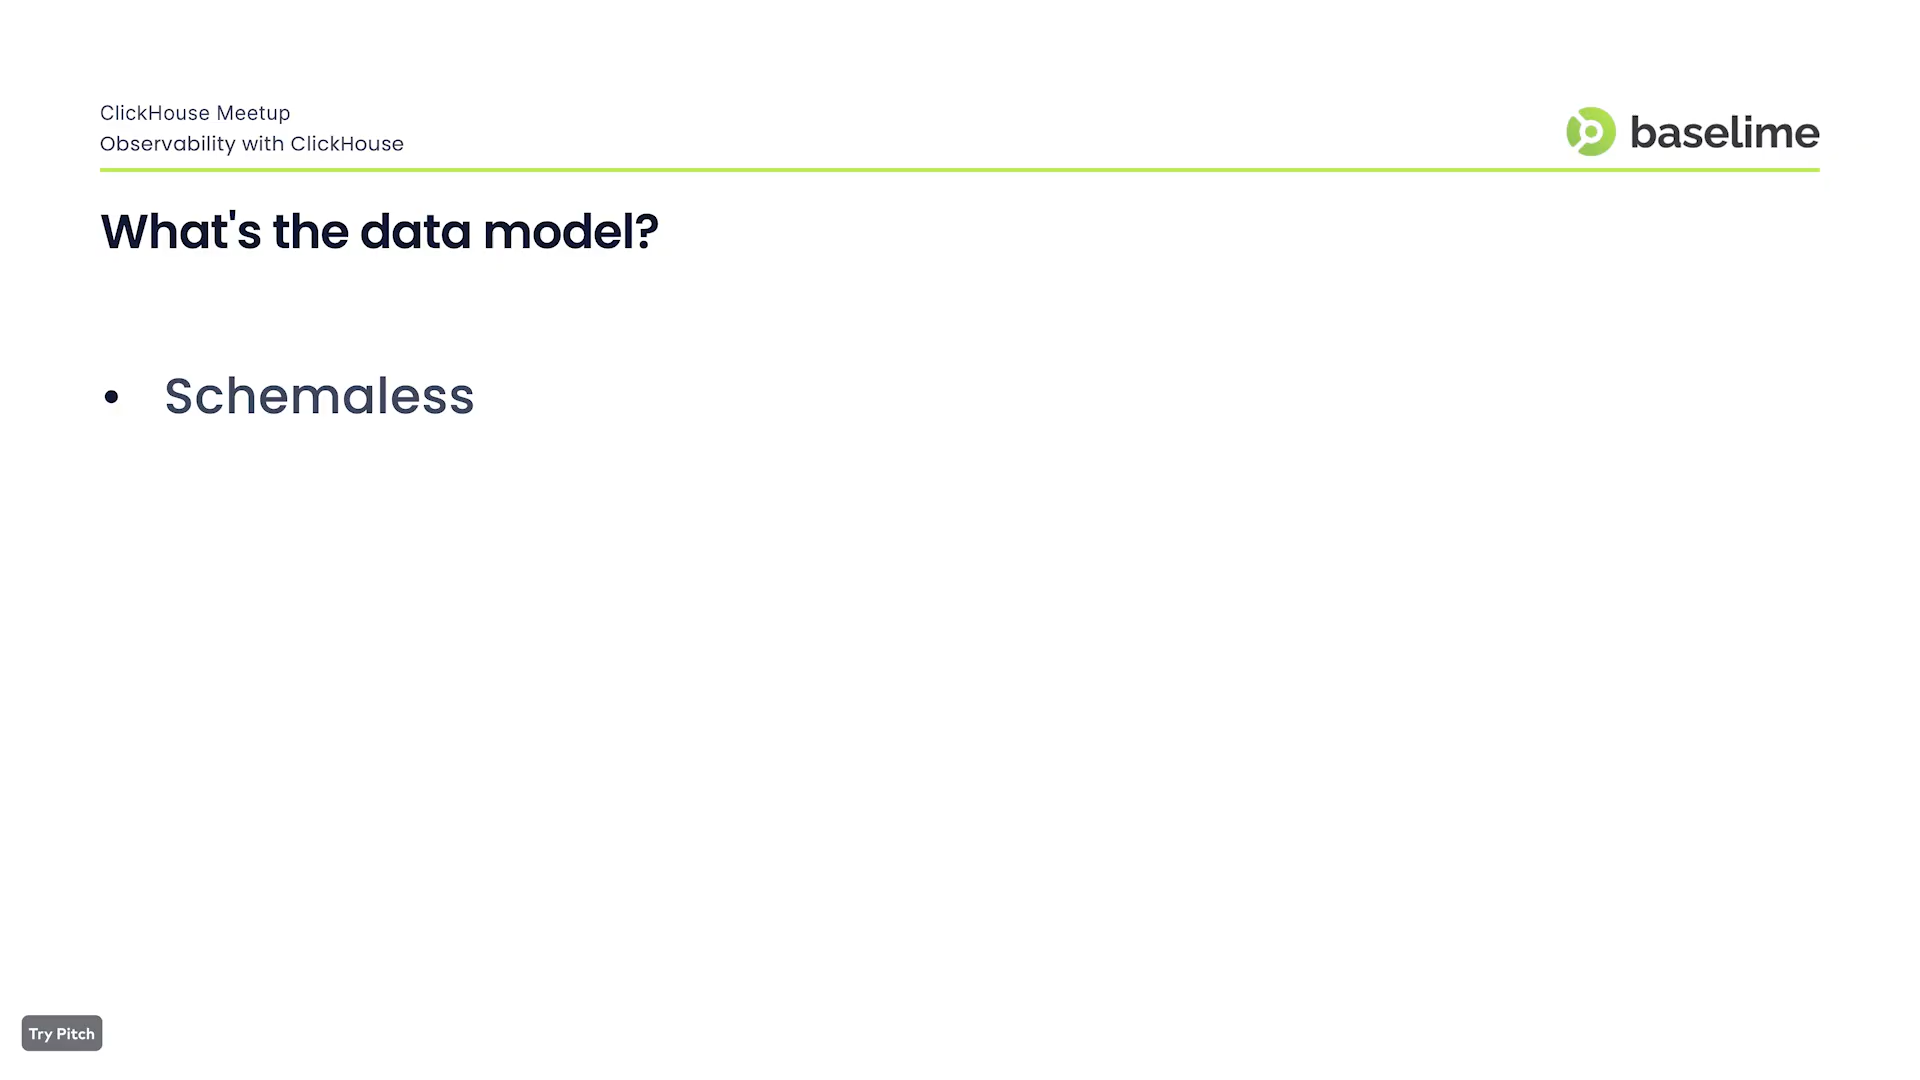 ClickHouse Meetup
Observability with ClickHouse
baselime
What's the data model?
• Schemaless
Try Pitch